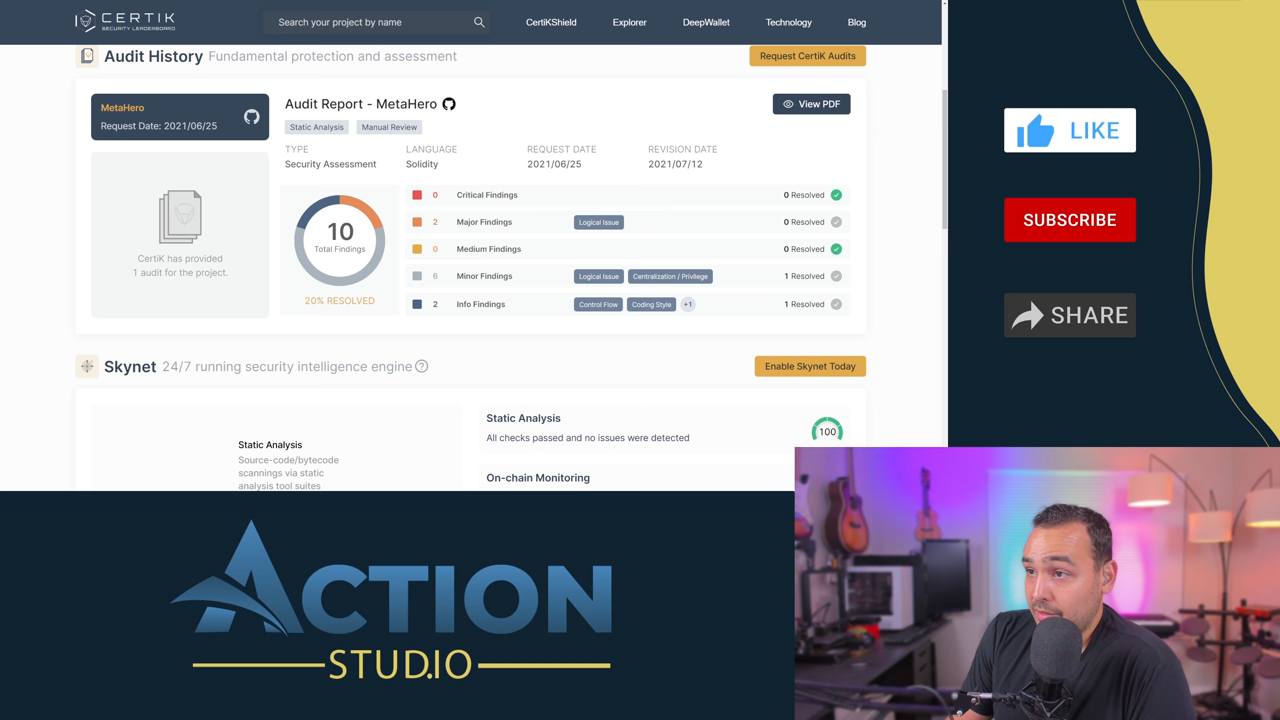 CERTIK
SECURITY LEADERBOARD
Search your project by name
CertiKShield
Explorer
DeepWallet
Technology
Blog
Audit History Fundamental protection and assessment
Request CertiK Audits
MetaHero
Request Date: 2021/06/25
CertiK has provided
1 audit for the project.
Audit Report - MetaHero
View PDF
Static Analysis Manual Review
TYPE LANGUAGE REQUEST DATE REVISION DATE
Security Assessment Solidity 2021/06/25 2021/07/12
10
Total Findings
20% RESOLVED
0 Critical Findings 0 Resolved
2 Major Findings Logical Issue 0 Resolved
0 Medium Findings 0 Resolved
6 Minor Findings Logical Issue Centralization / Privilege 1 Resolved
2 Info Findings Control Flow Coding Style +1 1 Resolved
Skynet 24/7 running security intelligence engine ?
Enable Skynet Today
Static Analysis
Source-code/bytecode
scannings via static
analysis tool suites
Static Analysis
All checks passed and no issues were detected
100
On-chain Monitoring
LIKE
SUBSCRIBE
SHARE
ACTION
STUD.IO